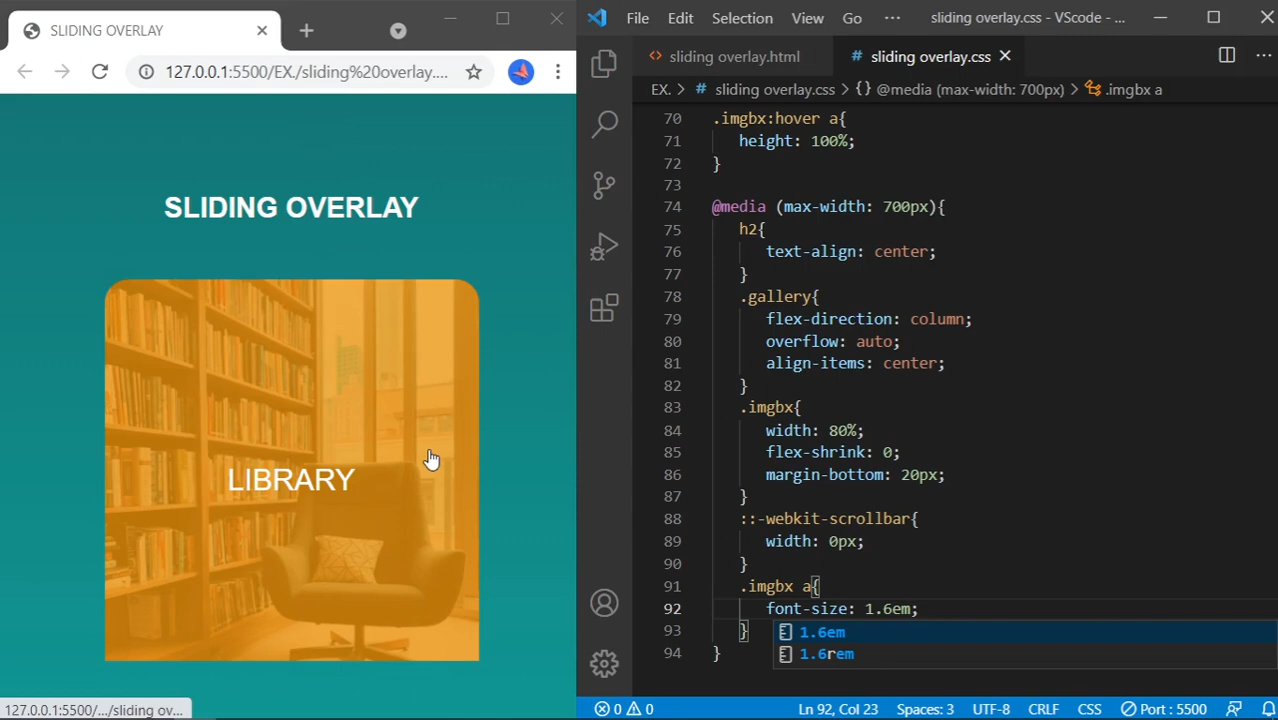 SLIDING OVERLAY
127.0.0.1:5500/EX./sliding%20overlay....
SLIDING OVERLAY
LIBRARY
127.0.0.1:5500/.../sliding ov...
File Edit Selection View Go ··· sliding overlay.css - VScode - ...
<> sliding overlay.html # sliding overlay.css
EX. > # sliding overlay.css > {} @media (max-width: 700px) > .imgbx a
70 .imgbx:hover a{
71 height: 100%;
72 }
73
74 @media (max-width: 700px){
75 h2{
76 text-align: center;
77 }
78 .gallery{
79 flex-direction: column;
80 overflow: auto;
81 align-items: center;
82 }
83 .imgbx{
84 width: 80%;
85 flex-shrink: 0;
86 margin-bottom: 20px;
87 }
88 ::-webkit-scrollbar{
89 width: 0px;
90 }
91 .imgbx a{
92 font-size: 1.6em;
93 }
1.6em
1.6rem
94 }
0 0 Ln 92, Col 23 Spaces: 3 UTF-8 CRLF CSS Port : 5500